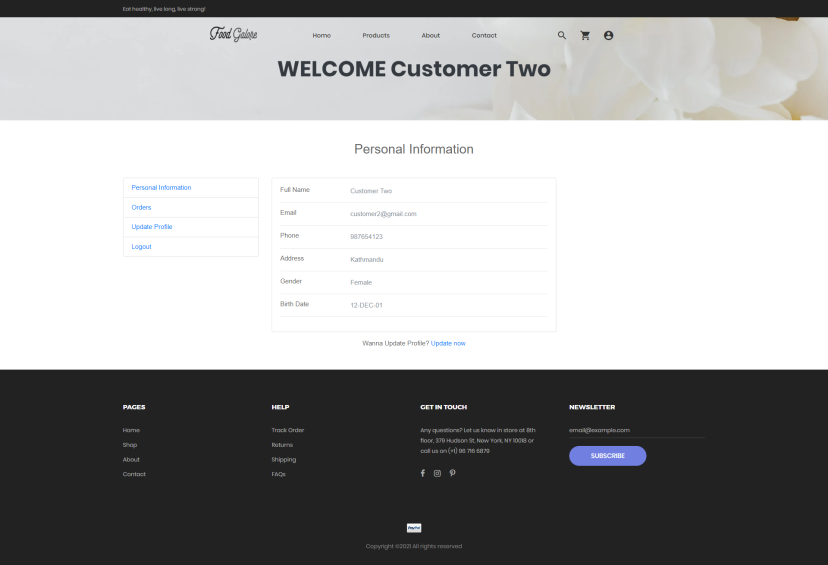 Eat healthy, live long, live strong!
Food Galore
Home Products About Contact
WELCOME Customer Two
Personal Information
Personal Information
Orders
Update Profile
Logout
Full Name Customer Two
Email customer2@gmail.com
Phone 987654123
Address Kathmandu
Gender Female
Birth Date 12-DEC-01
Wanna Update Profile? Update now
PAGES
Home
Shop
About
Contact
HELP
Track Order
Returns
Shipping
FAQs
GET IN TOUCH
Any questions? Let us know in store at 8th
floor, 379 Hudson St, New York, NY 10018 or
call us on (+1) 96 716 6879
NEWSLETTER
email@example.com
SUBSCRIBE
PayPal
Copyright ©2021 All rights reserved